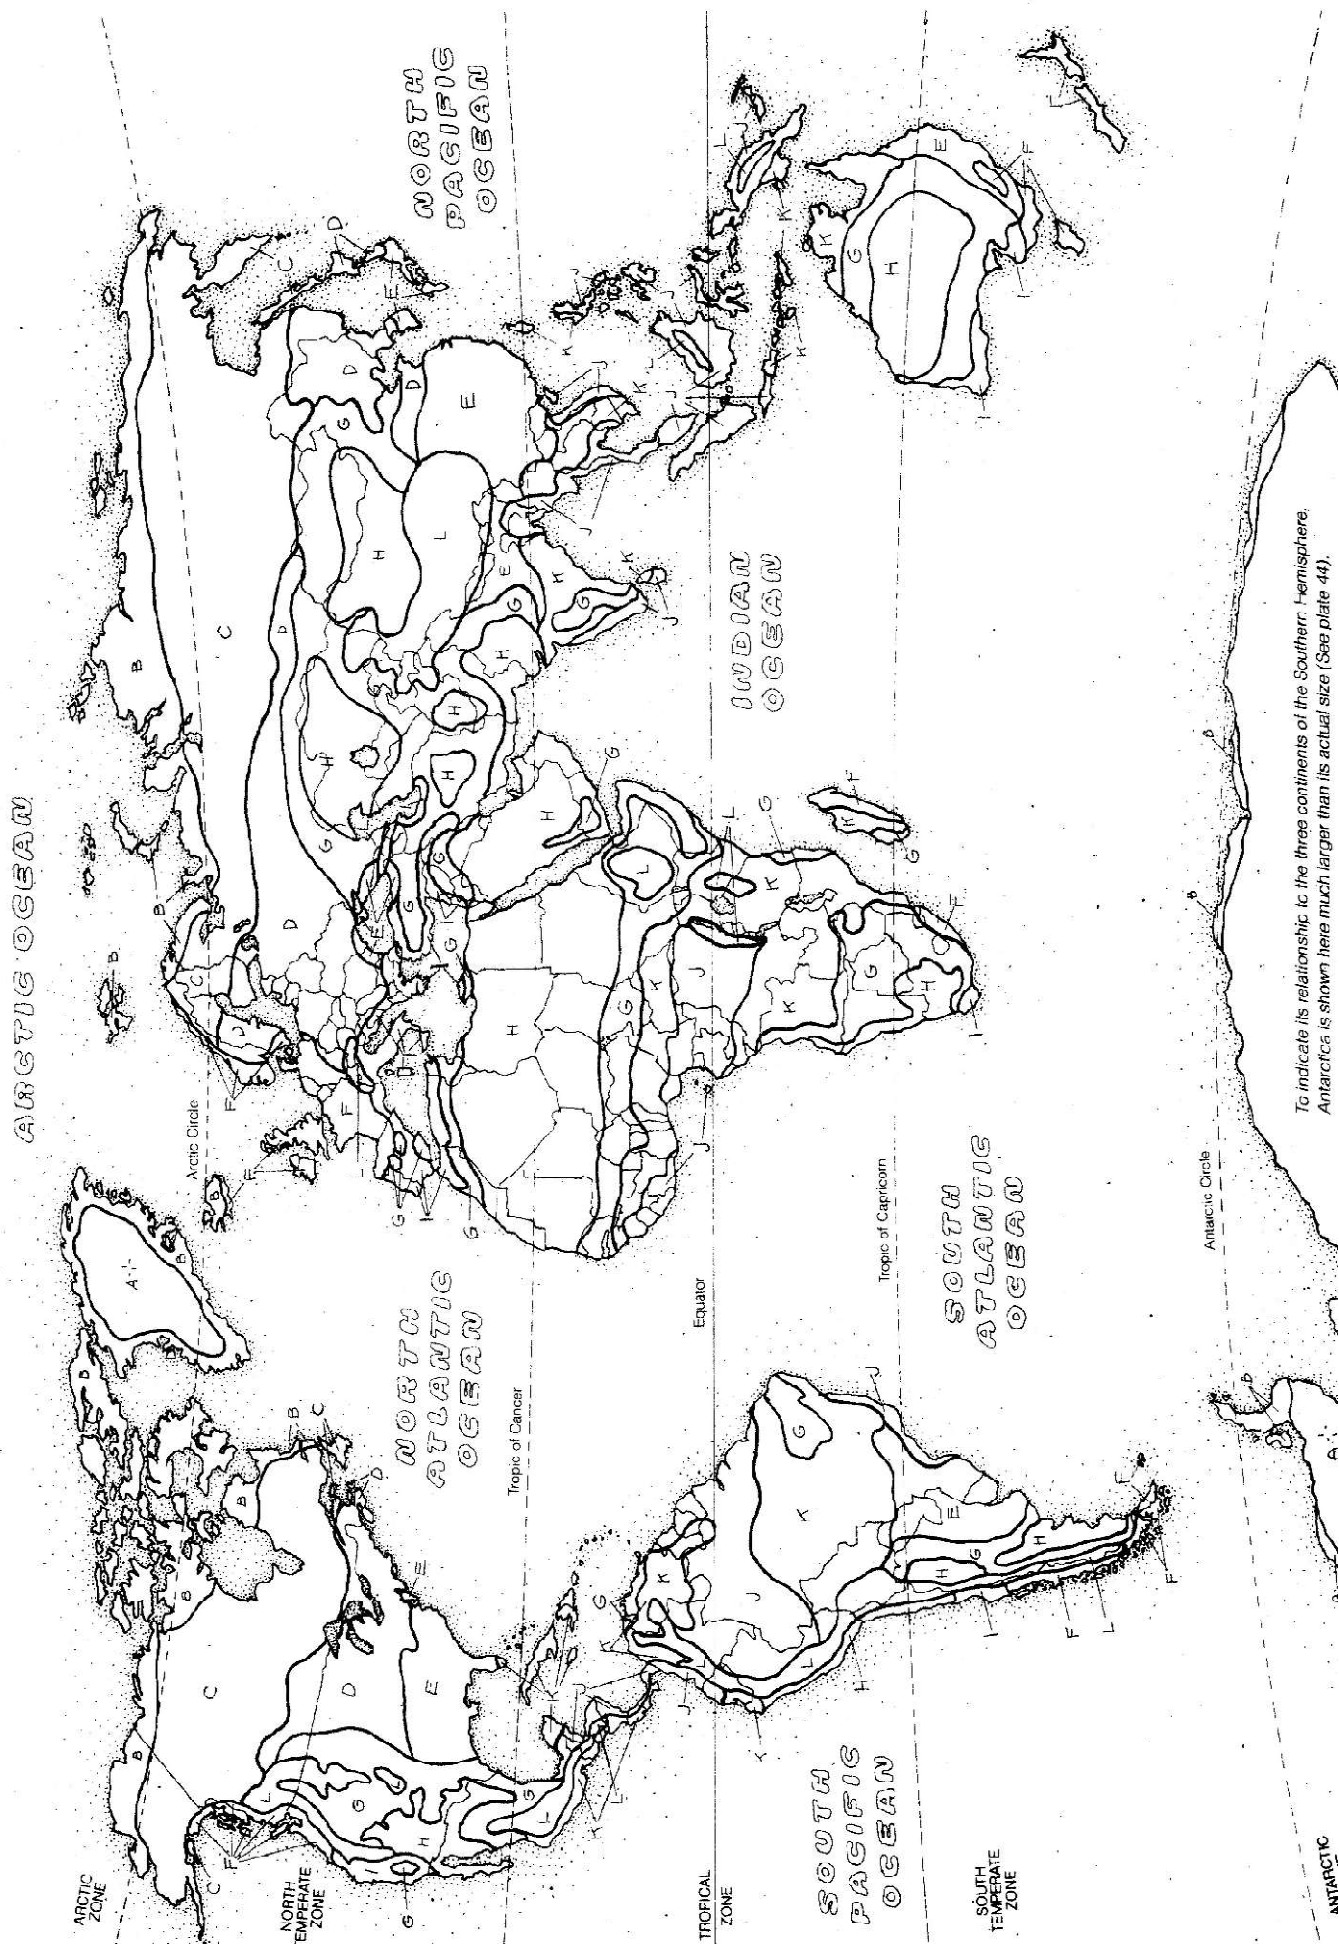 ARCTIC OCEAN
ARCTIC
ZONE
Arctic Circle
NORTH
TEMPERATE
ZONE
NORTH
ATLANTIC
OCEAN
NORTH
PACIFIC
OCEAN
Tropic of Cancer
TROPICAL
ZONE
Equator
INDIAN
OCEAN
SOUTH
PACIFIC
OCEAN
Tropic of Capricorn
SOUTH
TEMPERATE
ZONE
SOUTH
ATLANTIC
OCEAN
Antarctic Circle
ANTARCTIC
To indicate its relationship to the three continents of the Southern Hemisphere,
Antarctica is shown here much larger than its actual size (See plate 44).
A
B
C
D
E
F
G
H
I
J
K
L